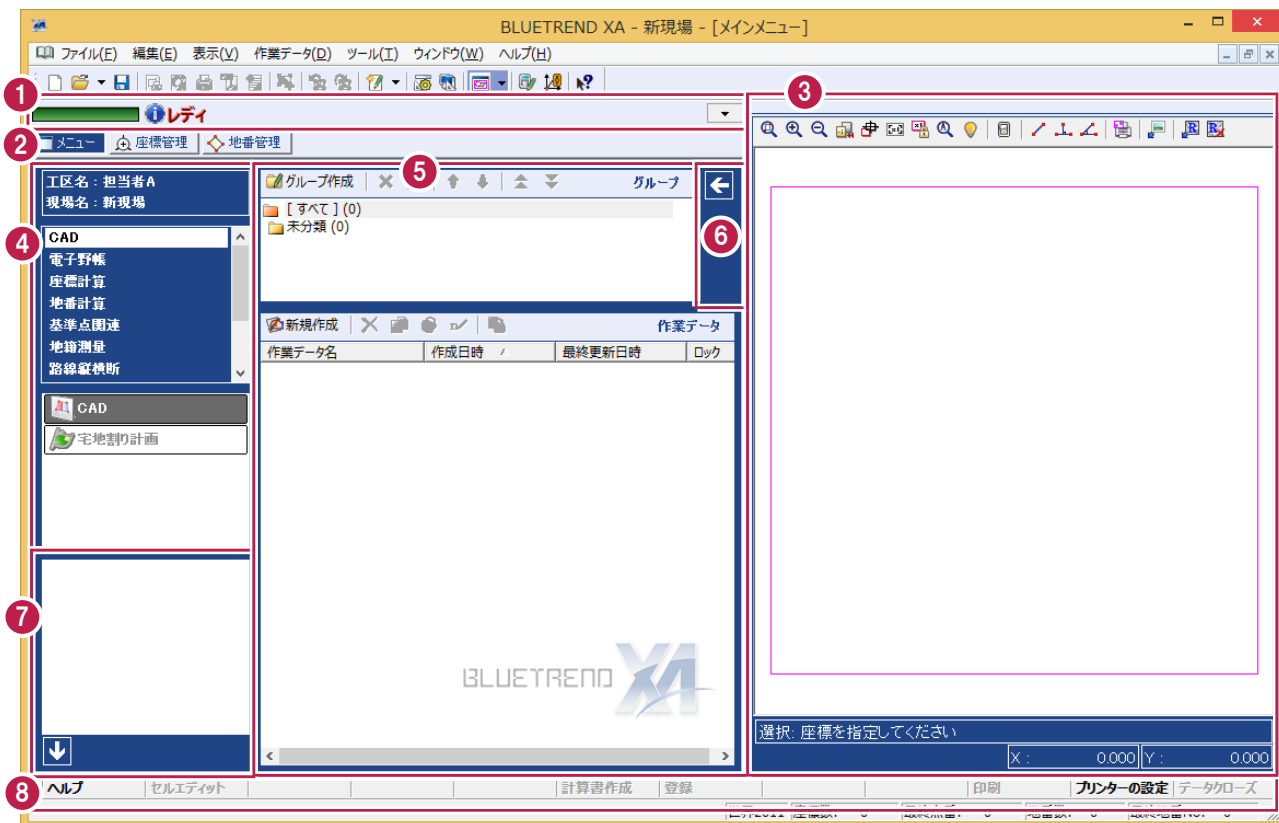 BLUETREND XA - 新現場 - [メインメニュー]
ファイル(F) 編集(E) 表示(V) 作業データ(D) ツール(T) ウィンドウ(W) ヘルプ(H)
1
レディ
3
2
メニュー 座標管理 地番管理
4
工区名:担当者A
現場名:新現場
CAD
電子野帳
座標計算
地番計算
基準点関連
地籍測量
路線縦横断
CAD
宅地割り計画
5
グループ作成 グループ
[すべて] (0)
未分類 (0)
6
新規作成 作業データ
作業データ名 作成日時 最終更新日時 ロック
BLUETREND XA
7
選択: 座標を指定してください
X : 0.000 Y : 0.000
8
ヘルプ セルエディット 計算書作成 登録 印刷 プリンターの設定 データクローズ